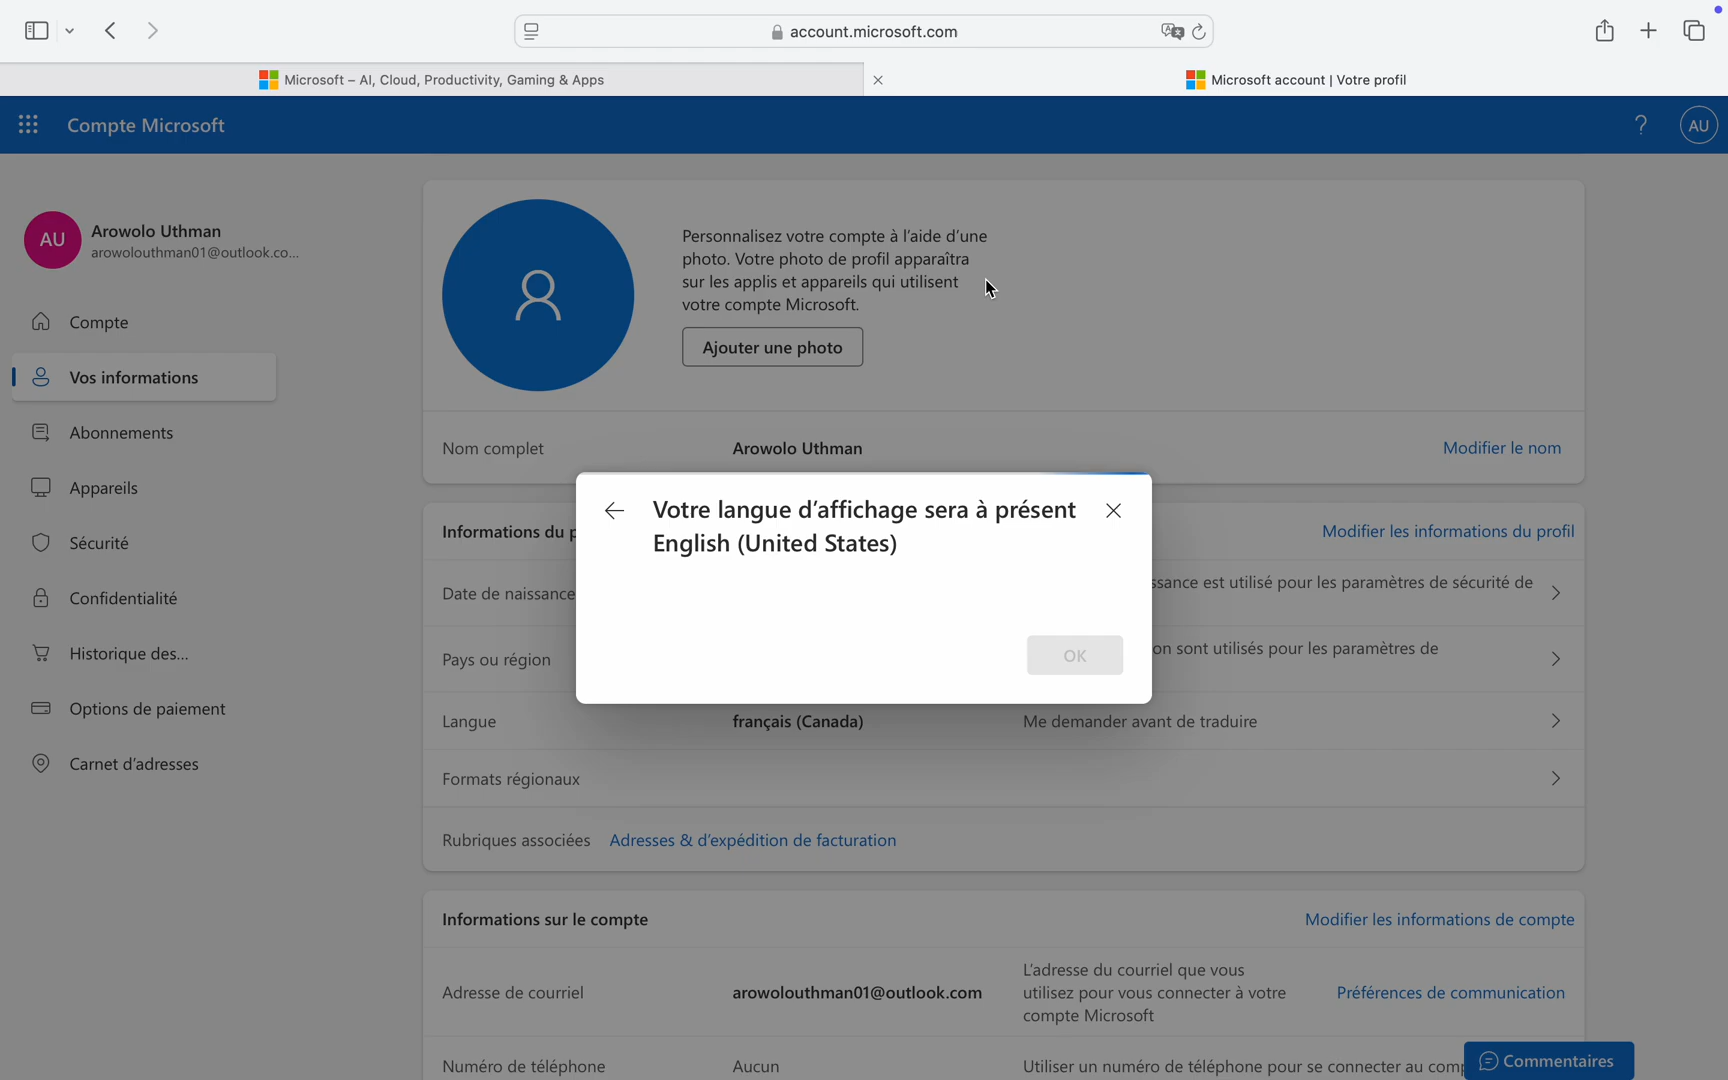 account.microsoft.com
Microsoft – AI, Cloud, Productivity, Gaming & Apps
Microsoft account | Votre profil
Compte Microsoft
?
AU
AU
Arowolo Uthman
arowolouthman01@outlook.co...
Compte
Vos informations
Abonnements
Appareils
Sécurité
Confidentialité
Historique des...
Options de paiement
Carnet d'adresses
Personnalisez votre compte à l'aide d'une
photo. Votre photo de profil apparaîtra
sur les applis et appareils qui utilisent
votre compte Microsoft.
Ajouter une photo
Nom complet
Arowolo Uthman
Modifier le nom
Votre langue d'affichage sera à présent
English (United States)
OK
Informations du
Modifier les informations du profil
Date de naissance
est utilisé pour les paramètres de sécurité de
Pays ou région
sont utilisés pour les paramètres de
Langue
français (Canada)
Me demander avant de traduire
Formats régionaux
Rubriques associées
Adresses & d'expédition de facturation
Informations sur le compte
Modifier les informations de compte
Adresse de courriel
arowolouthman01@outlook.com
L'adresse du courriel que vous
utilisez pour vous connecter à votre
compte Microsoft
Préférences de communication
Numéro de téléphone
Aucun
Utiliser un numéro de téléphone pour se connecter au
Commentaires